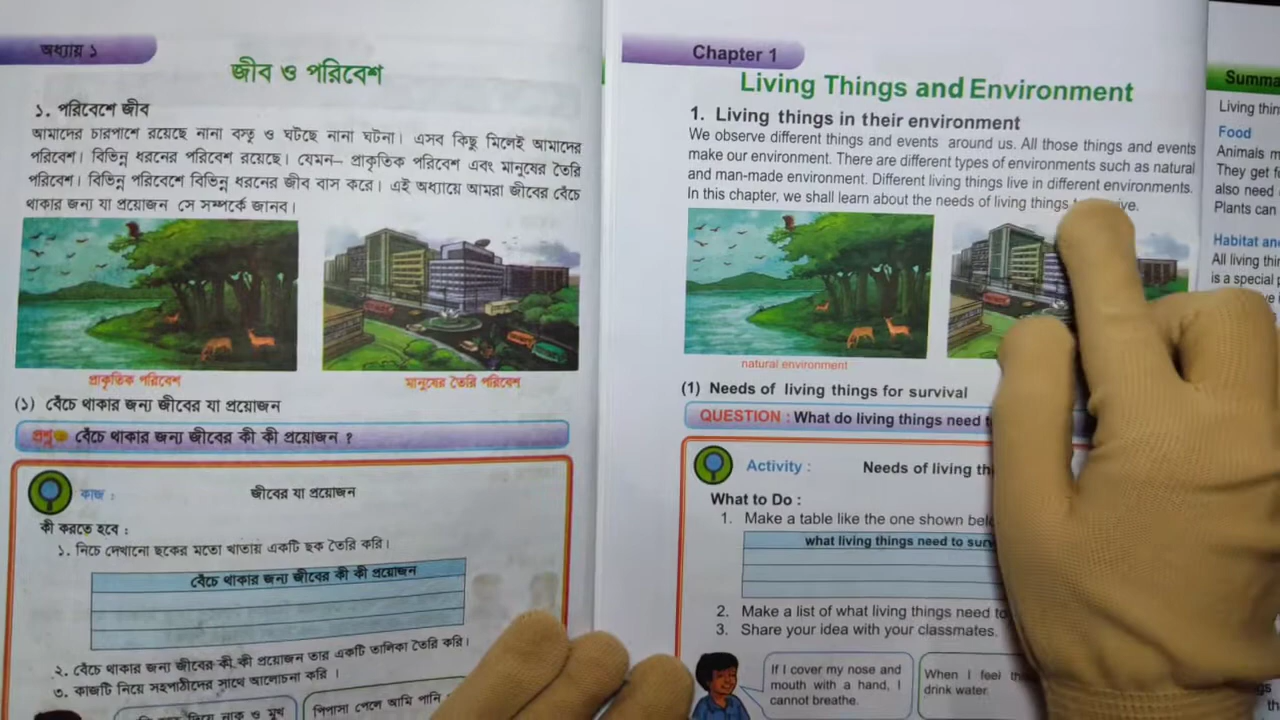 অধ্যায় ১
জীব ও পরিবেশ
১. পরিবেশে জীব
আমাদের চারপাশে রয়েছে নানা বস্তু ও ঘটছে নানা ঘটনা। এসব কিছু মিলেই আমাদের
পরিবেশ। বিভিন্ন ধরনের পরিবেশ রয়েছে। যেমন– প্রাকৃতিক পরিবেশ এবং মানুষের তৈরি
পরিবেশ। বিভিন্ন পরিবেশে বিভিন্ন ধরনের জীব বাস করে। এই অধ্যায়ে আমরা জীবের বেঁচে
থাকার জন্য যা প্রয়োজন সে সম্পর্কে জানব।
প্রাকৃতিক পরিবেশ
মানুষের তৈরি পরিবেশ
(১) বেঁচে থাকার জন্য জীবের যা প্রয়োজন
প্রশ্ন বেঁচে থাকার জন্য জীবের কী কী প্রয়োজন ?
কাজ : জীবের যা প্রয়োজন
কী করতে হবে :
১. নিচে দেখানো ছকের মতো খাতায় একটি ছক তৈরি করি।
বেঁচে থাকার জন্য জীবের কী কী প্রয়োজন
২. বেঁচে থাকার জন্য জীবের কী কী প্রয়োজন তার একটি তালিকা তৈরি করি।
৩. কাজটি নিয়ে সহপাঠীদের সাথে আলোচনা করি ।
নাক ও মুখ
পিপাসা পেলে আমি পানি
Chapter 1
Living Things and Environment
1. Living things in their environment
We observe different things and events around us. All those things and events
make our environment. There are different types of environments such as natural
and man-made environment. Different living things live in different environments.
In this chapter, we shall learn about the needs of living things
natural environment
(1) Needs of living things for survival
QUESTION : What do living things need
Activity : Needs of living
What to Do :
1. Make a table like the one shown
what living things need to
2. Make a list of what living things need
3. Share your idea with your classmates.
If I cover my nose and
mouth with a hand, I
cannot breathe.
When I feel
drink water.
Living
Food
Animals
They get
also need
Plants can
Habitat
All living
is a special